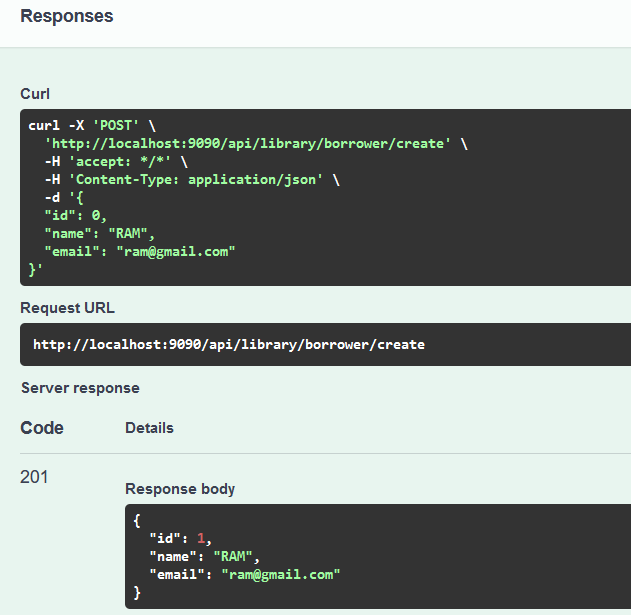 Responses
Curl
curl -X 'POST' \
  'http://localhost:9090/api/library/borrower/create' \
  -H 'accept: */*' \
  -H 'Content-Type: application/json' \
  -d '{
  "id": 0,
  "name": "RAM",
  "email": "ram@gmail.com"
}'
Request URL
http://localhost:9090/api/library/borrower/create
Server response
Code Details
201
Response body
{
  "id": 1,
  "name": "RAM",
  "email": "ram@gmail.com"
}